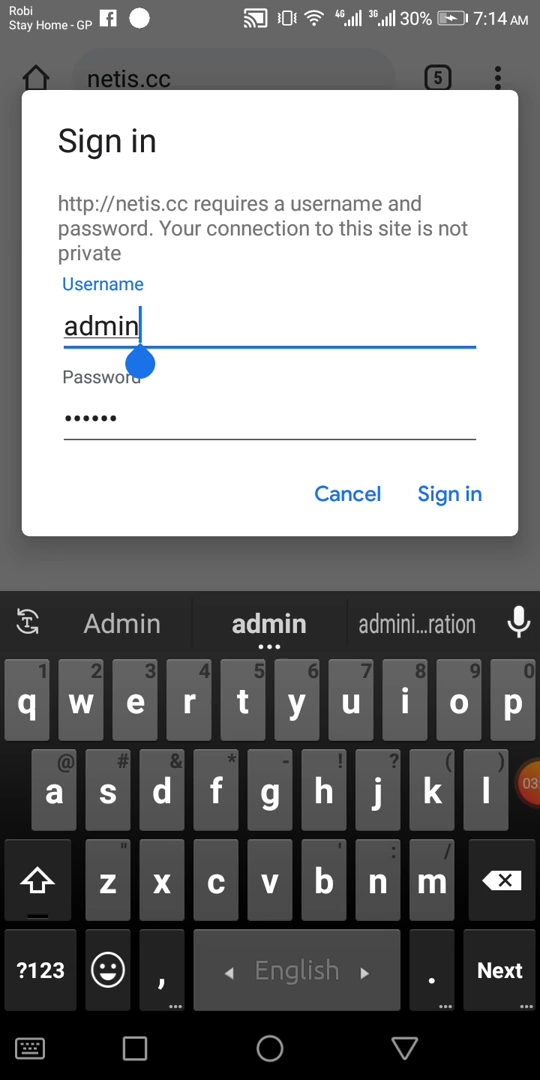 Robi
Stay Home - GP
4G 3G 30% 7:14 AM
netis.cc 5
Sign in
http://netis.cc requires a username and
password. Your connection to this site is not
private
Username
admin
Password
••••••
Cancel Sign in
Admin admin admini...ration
1 2 3 4 5 6 7 8 9 0
q w e r t y u i o p
@ # & * - ! ? ( )
a s d f g h j k l
03
" ' : /
z x c v b n m
?123 , English . Next